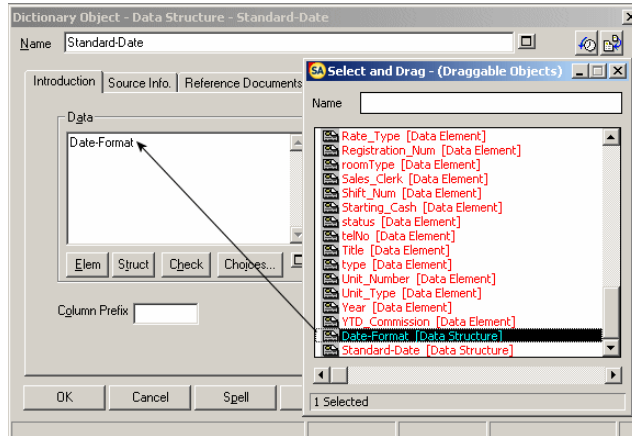 Dictionary Object - Data Structure - Standard-Date
Name Standard-Date
Introduction Source Info. Reference Documents
Data
Date-Format
Elem Struct Check Choices...
Column Prefix
OK Cancel Spell
SA Select and Drag - (Draggable Objects)
Name
Rate_Type [Data Element]
Registration_Num [Data Element]
roomType [Data Element]
Sales_Clerk [Data Element]
Shift_Num [Data Element]
Starting_Cash [Data Element]
status [Data Element]
telNo [Data Element]
Title [Data Element]
type [Data Element]
Unit_Number [Data Element]
Unit_Type [Data Element]
Year [Data Element]
YTD_Commission [Data Element]
Date-Format [Data Structure]
Standard-Date [Data Structure]
1 Selected